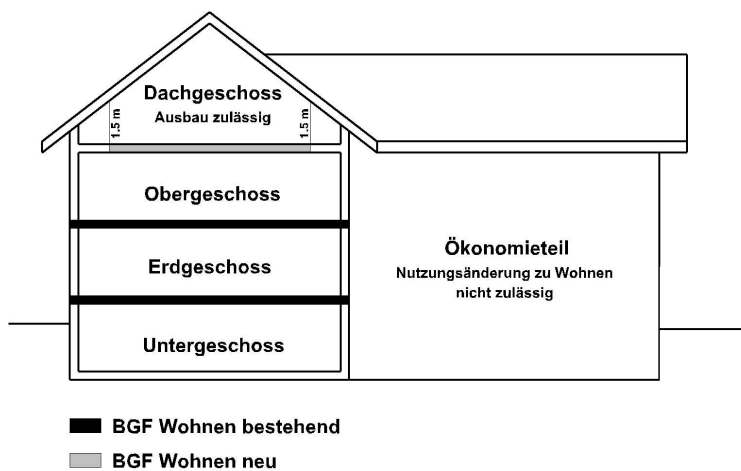 Dachgeschoss
Ausbau zulässig
1.5 m
1.5 m
Obergeschoss
Erdgeschoss
Untergeschoss
Ökonomieteil
Nutzungsänderung zu Wohnen
nicht zulässig
BGF Wohnen bestehend
BGF Wohnen neu